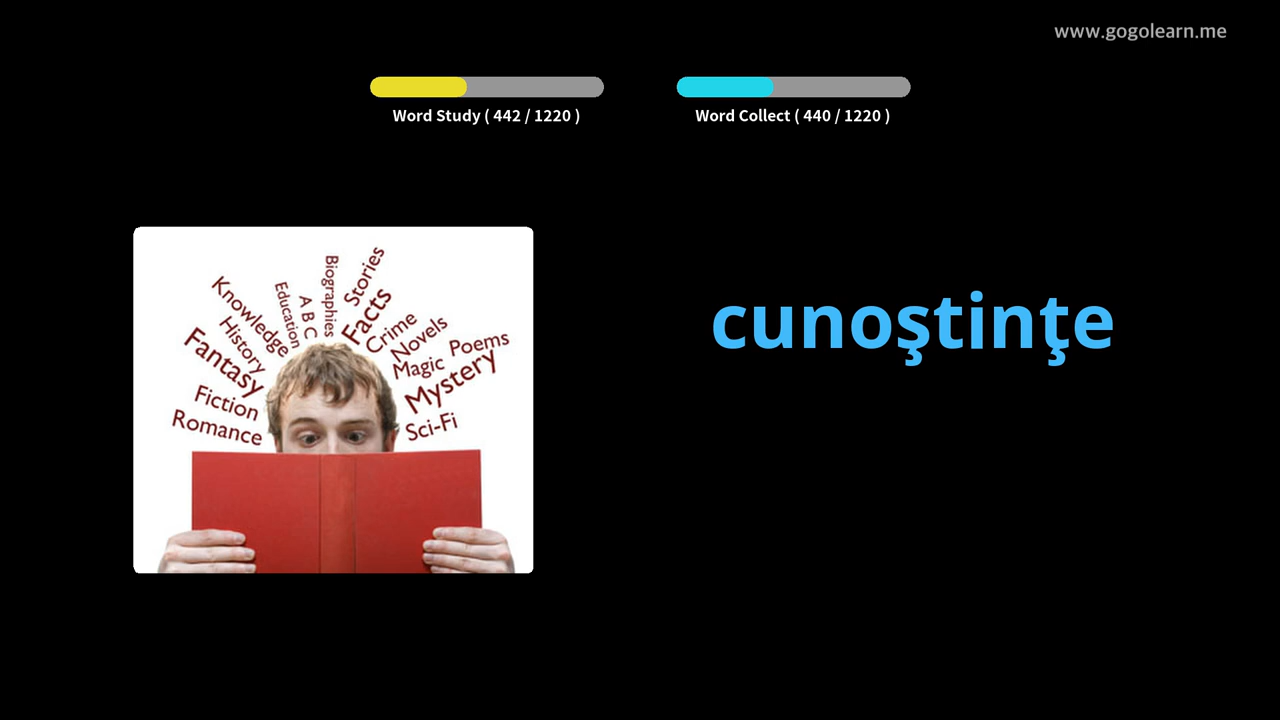 www.gogolearn.me
Word Study ( 442 / 1220 )
Word Collect ( 440 / 1220 )
cunoştinţe
Knowledge
History
Fantasy
Fiction
Romance
Education
A B C
Biographies
Stories
Facts
Crime
Novels
Magic
Poems
Mystery
Sci-Fi